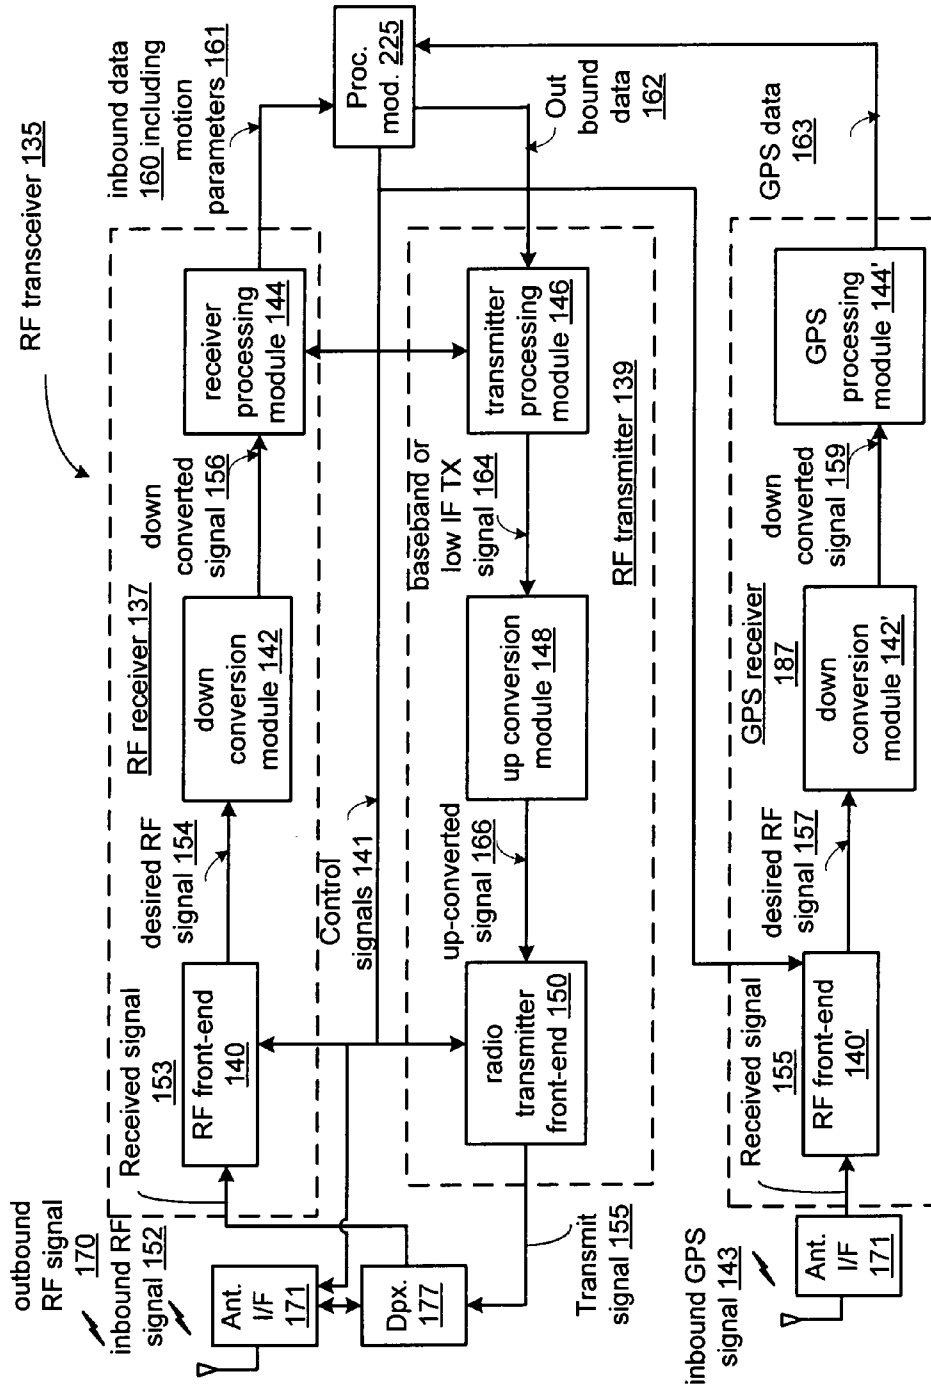 RF transceiver 135
outbound
RF signal
170
inbound RF
signal 152
Ant.
I/F
171
Dpx.
177
Received signal
153
RF front-end
140
desired RF
signal 154
RF receiver 137
down
conversion
module 142
down
converted
signal 156
receiver
processing
module 144
inbound data
160 including
motion
parameters 161
Proc.
mod. 225
Control
signals 141
Out
bound
data
162
transmitter
processing
module 146
baseband or
low IF TX
signal 164
up conversion
module 148
up-converted
signal 166
radio
transmitter
front-end 150
RF transmitter 139
Transmit
signal 155
inbound GPS
signal 143
Ant.
I/F
171
Received signal
155
RF front-end
140'
desired RF
signal 157
GPS receiver
187
down
conversion
module 142'
down
converted
signal 159
GPS
processing
module 144'
GPS data
163